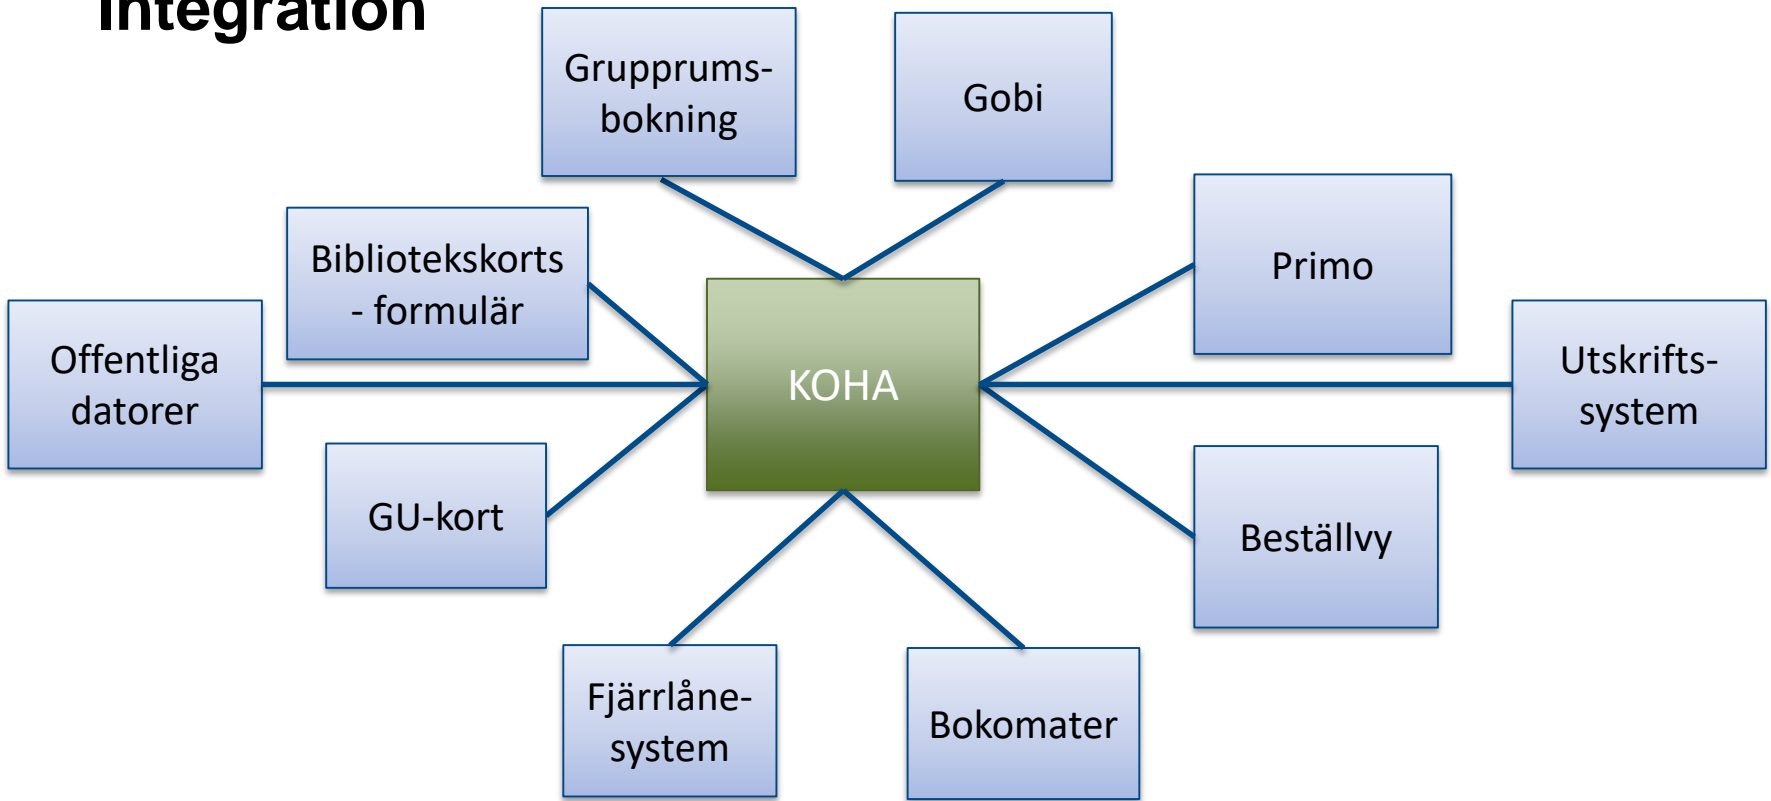 Integration
Grupprums-
bokning
Gobi
Bibliotekskorts
- formulär
Primo
Offentliga
datorer
KOHA
Utskrifts-
system
GU-kort
Beställvy
Fjärrlåne-
system
Bokomater